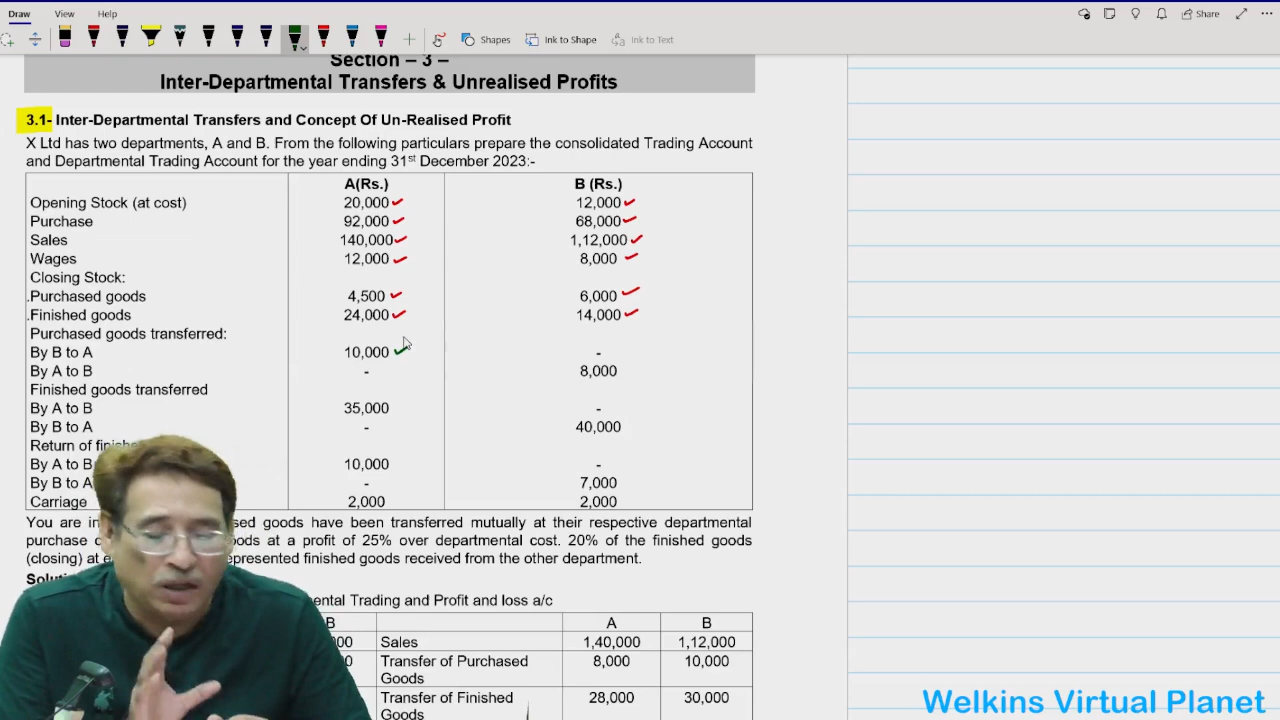 Draw View Help
Share
Shapes Ink to Shape Ink to Text
Section – 3 –
Inter-Departmental Transfers & Unrealised Profits
3.1- Inter-Departmental Transfers and Concept Of Un-Realised Profit
X Ltd has two departments, A and B. From the following particulars prepare the consolidated Trading Account
and Departmental Trading Account for the year ending 31st December 2023:-
A(Rs.) B (Rs.)
Opening Stock (at cost) 20,000 12,000
Purchase 92,000 68,000
Sales 140,000 1,12,000
Wages 12,000 8,000
Closing Stock:
.Purchased goods 4,500 6,000
.Finished goods 24,000 14,000
Purchased goods transferred:
By B to A 10,000 -
By A to B - 8,000
Finished goods transferred
By A to B 35,000 -
By B to A - 40,000
Return of
By A to B 10,000 -
By B to A - 7,000
Carriage 2,000 2,000
You are goods have been transferred mutually at their respective departmental
purchase at a profit of 25% over departmental cost. 20% of the finished goods
(closing) at represented finished goods received from the other department.
Trading and Profit and loss a/c
B A B
Sales 1,40,000 1,12,000
Transfer of Purchased 8,000 10,000
Goods
Transfer of Finished 28,000 30,000
Goods
Welkins Virtual Planet